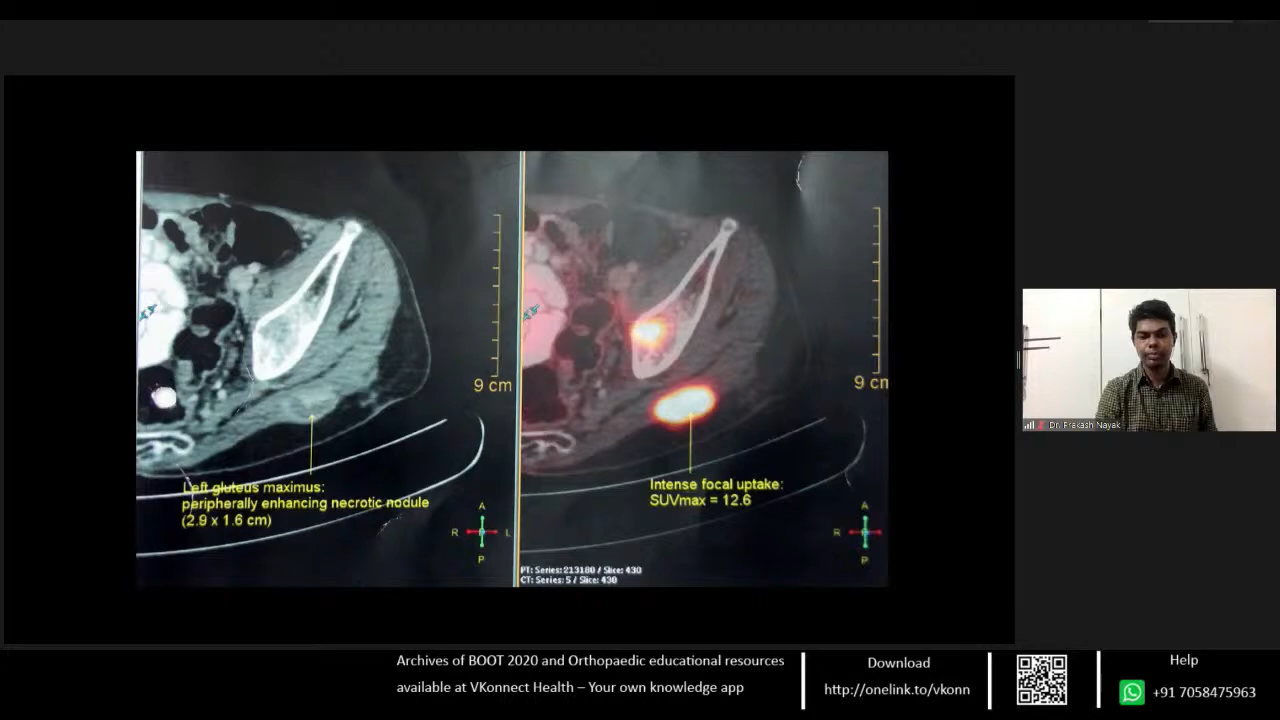 9 cm
9 cm
Left gluteus maximus:
peripherally enhancing necrotic nodule
(2.9 x 1.6 cm)
Intense focal uptake:
SUVmax = 12.6
A
R
L
P
A
R
P
PT: Series: 213180 / Slice: 430
CT: Series: 5 / Slice: 430
Dr. Prakash Nayak
Archives of BOOT 2020 and Orthopaedic educational resources
available at VKonnect Health – Your own knowledge app
Download
http://onelink.to/vkonn
Help
+91 7058475963